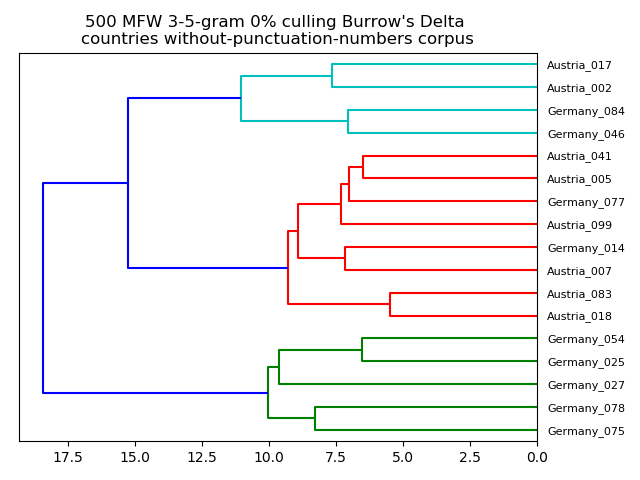 500 MFW 3-5-gram 0% culling Burrow's Delta
countries without-punctuation-numbers corpus
Austria_017
Austria_002
Germany_084
Germany_046
Austria_041
Austria_005
Germany_077
Austria_099
Germany_014
Austria_007
Austria_083
Austria_018
Germany_054
Germany_025
Germany_027
Germany_078
Germany_075
17.5 15.0 12.5 10.0 7.5 5.0 2.5 0.0